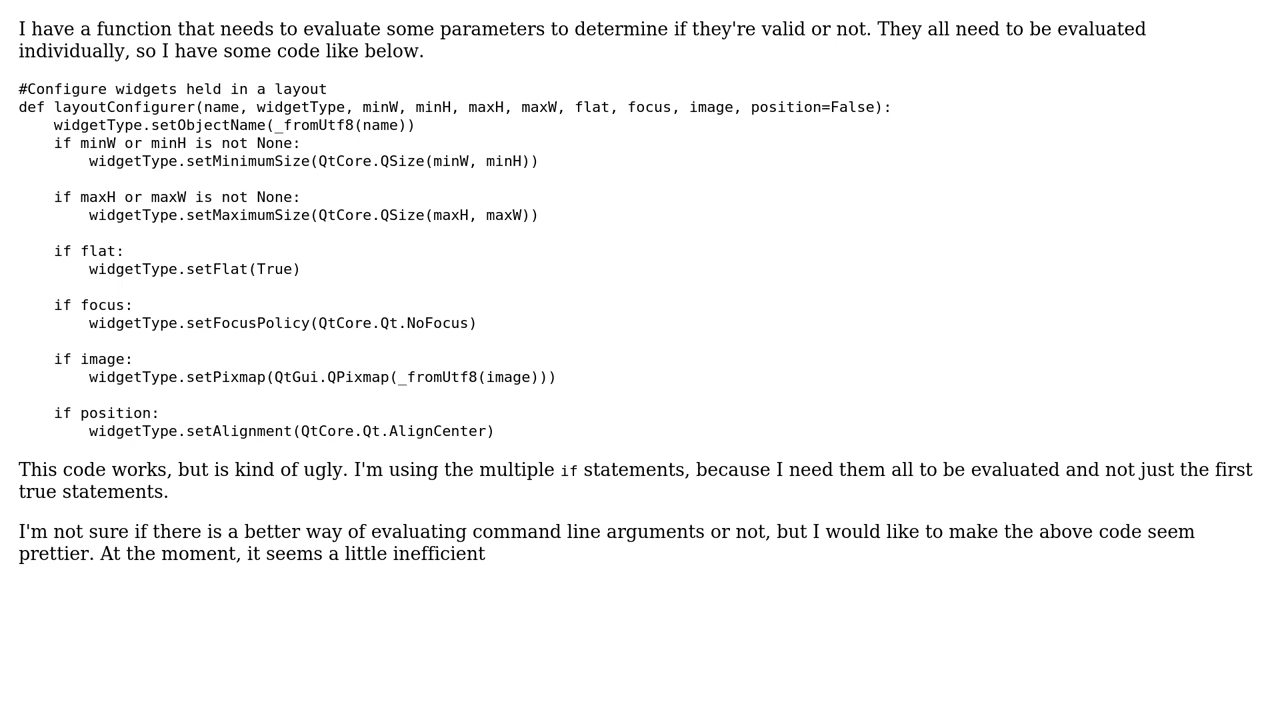 I have a function that needs to evaluate some parameters to determine if they're valid or not. They all need to be evaluated
individually, so I have some code like below.
#Configure widgets held in a layout
def layoutConfigurer(name, widgetType, minW, minH, maxH, maxW, flat, focus, image, position=False):
    widgetType.setObjectName(_fromUtf8(name))
    if minW or minH is not None:
        widgetType.setMinimumSize(QtCore.QSize(minW, minH))
    if maxH or maxW is not None:
        widgetType.setMaximumSize(QtCore.QSize(maxH, maxW))
    if flat:
        widgetType.setFlat(True)
    if focus:
        widgetType.setFocusPolicy(QtCore.Qt.NoFocus)
    if image:
        widgetType.setPixmap(QtGui.QPixmap(_fromUtf8(image)))
    if position:
        widgetType.setAlignment(QtCore.Qt.AlignCenter)
This code works, but is kind of ugly. I'm using the multiple if statements, because I need them all to be evaluated and not just the first
true statements.
I'm not sure if there is a better way of evaluating command line arguments or not, but I would like to make the above code seem
prettier. At the moment, it seems a little inefficient